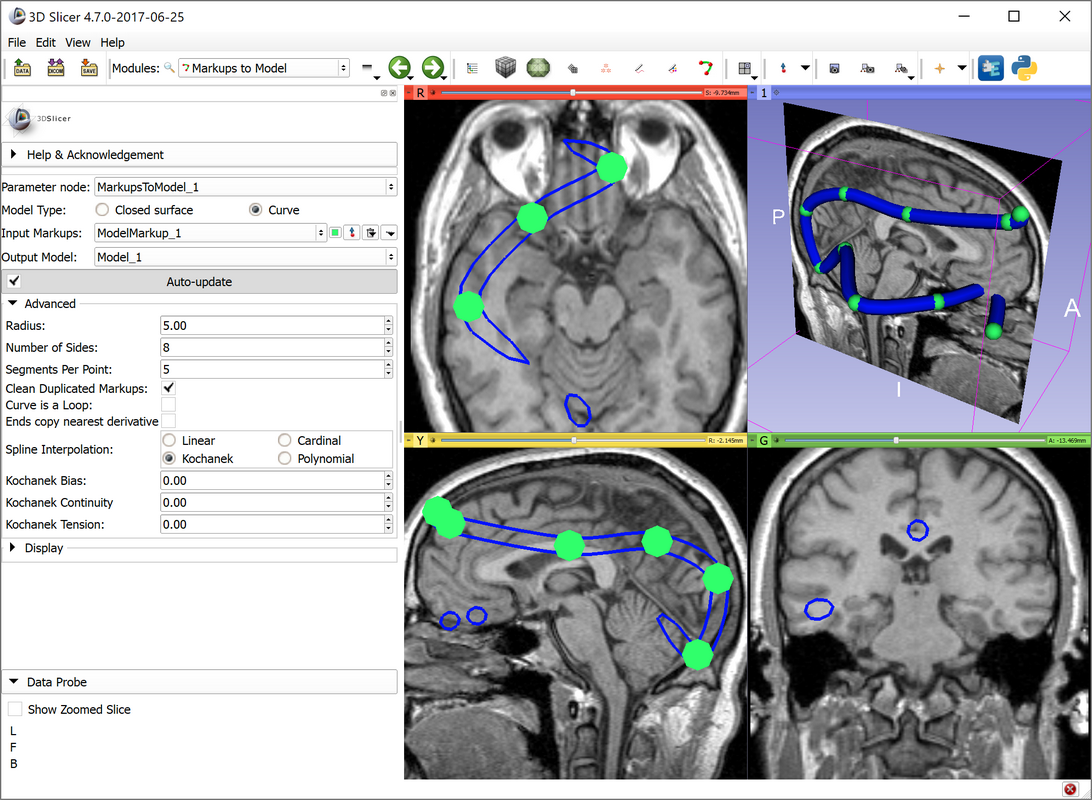 3D Slicer 4.7.0-2017-06-25
File Edit View Help
DATA DICOM SAVE Modules: Markups to Model
3DSlicer
Help & Acknowledgement
Parameter node: MarkupsToModel_1
Model Type: Closed surface Curve
Input Markups: ModelMarkup_1
Output Model: Model_1
Auto-update
Advanced
Radius: 5.00
Number of Sides: 8
Segments Per Point: 5
Clean Duplicated Markups:
Curve is a Loop:
Ends copy nearest derivative
Spline Interpolation: Linear Cardinal
Kochanek Polynomial
Kochanek Bias: 0.00
Kochanek Continuity 0.00
Kochanek Tension: 0.00
Display
Data Probe
Show Zoomed Slice
L
F
B
R S: -9.734mm
1
P
A
I
Y R: -2.145mm
G A: -13.469mm